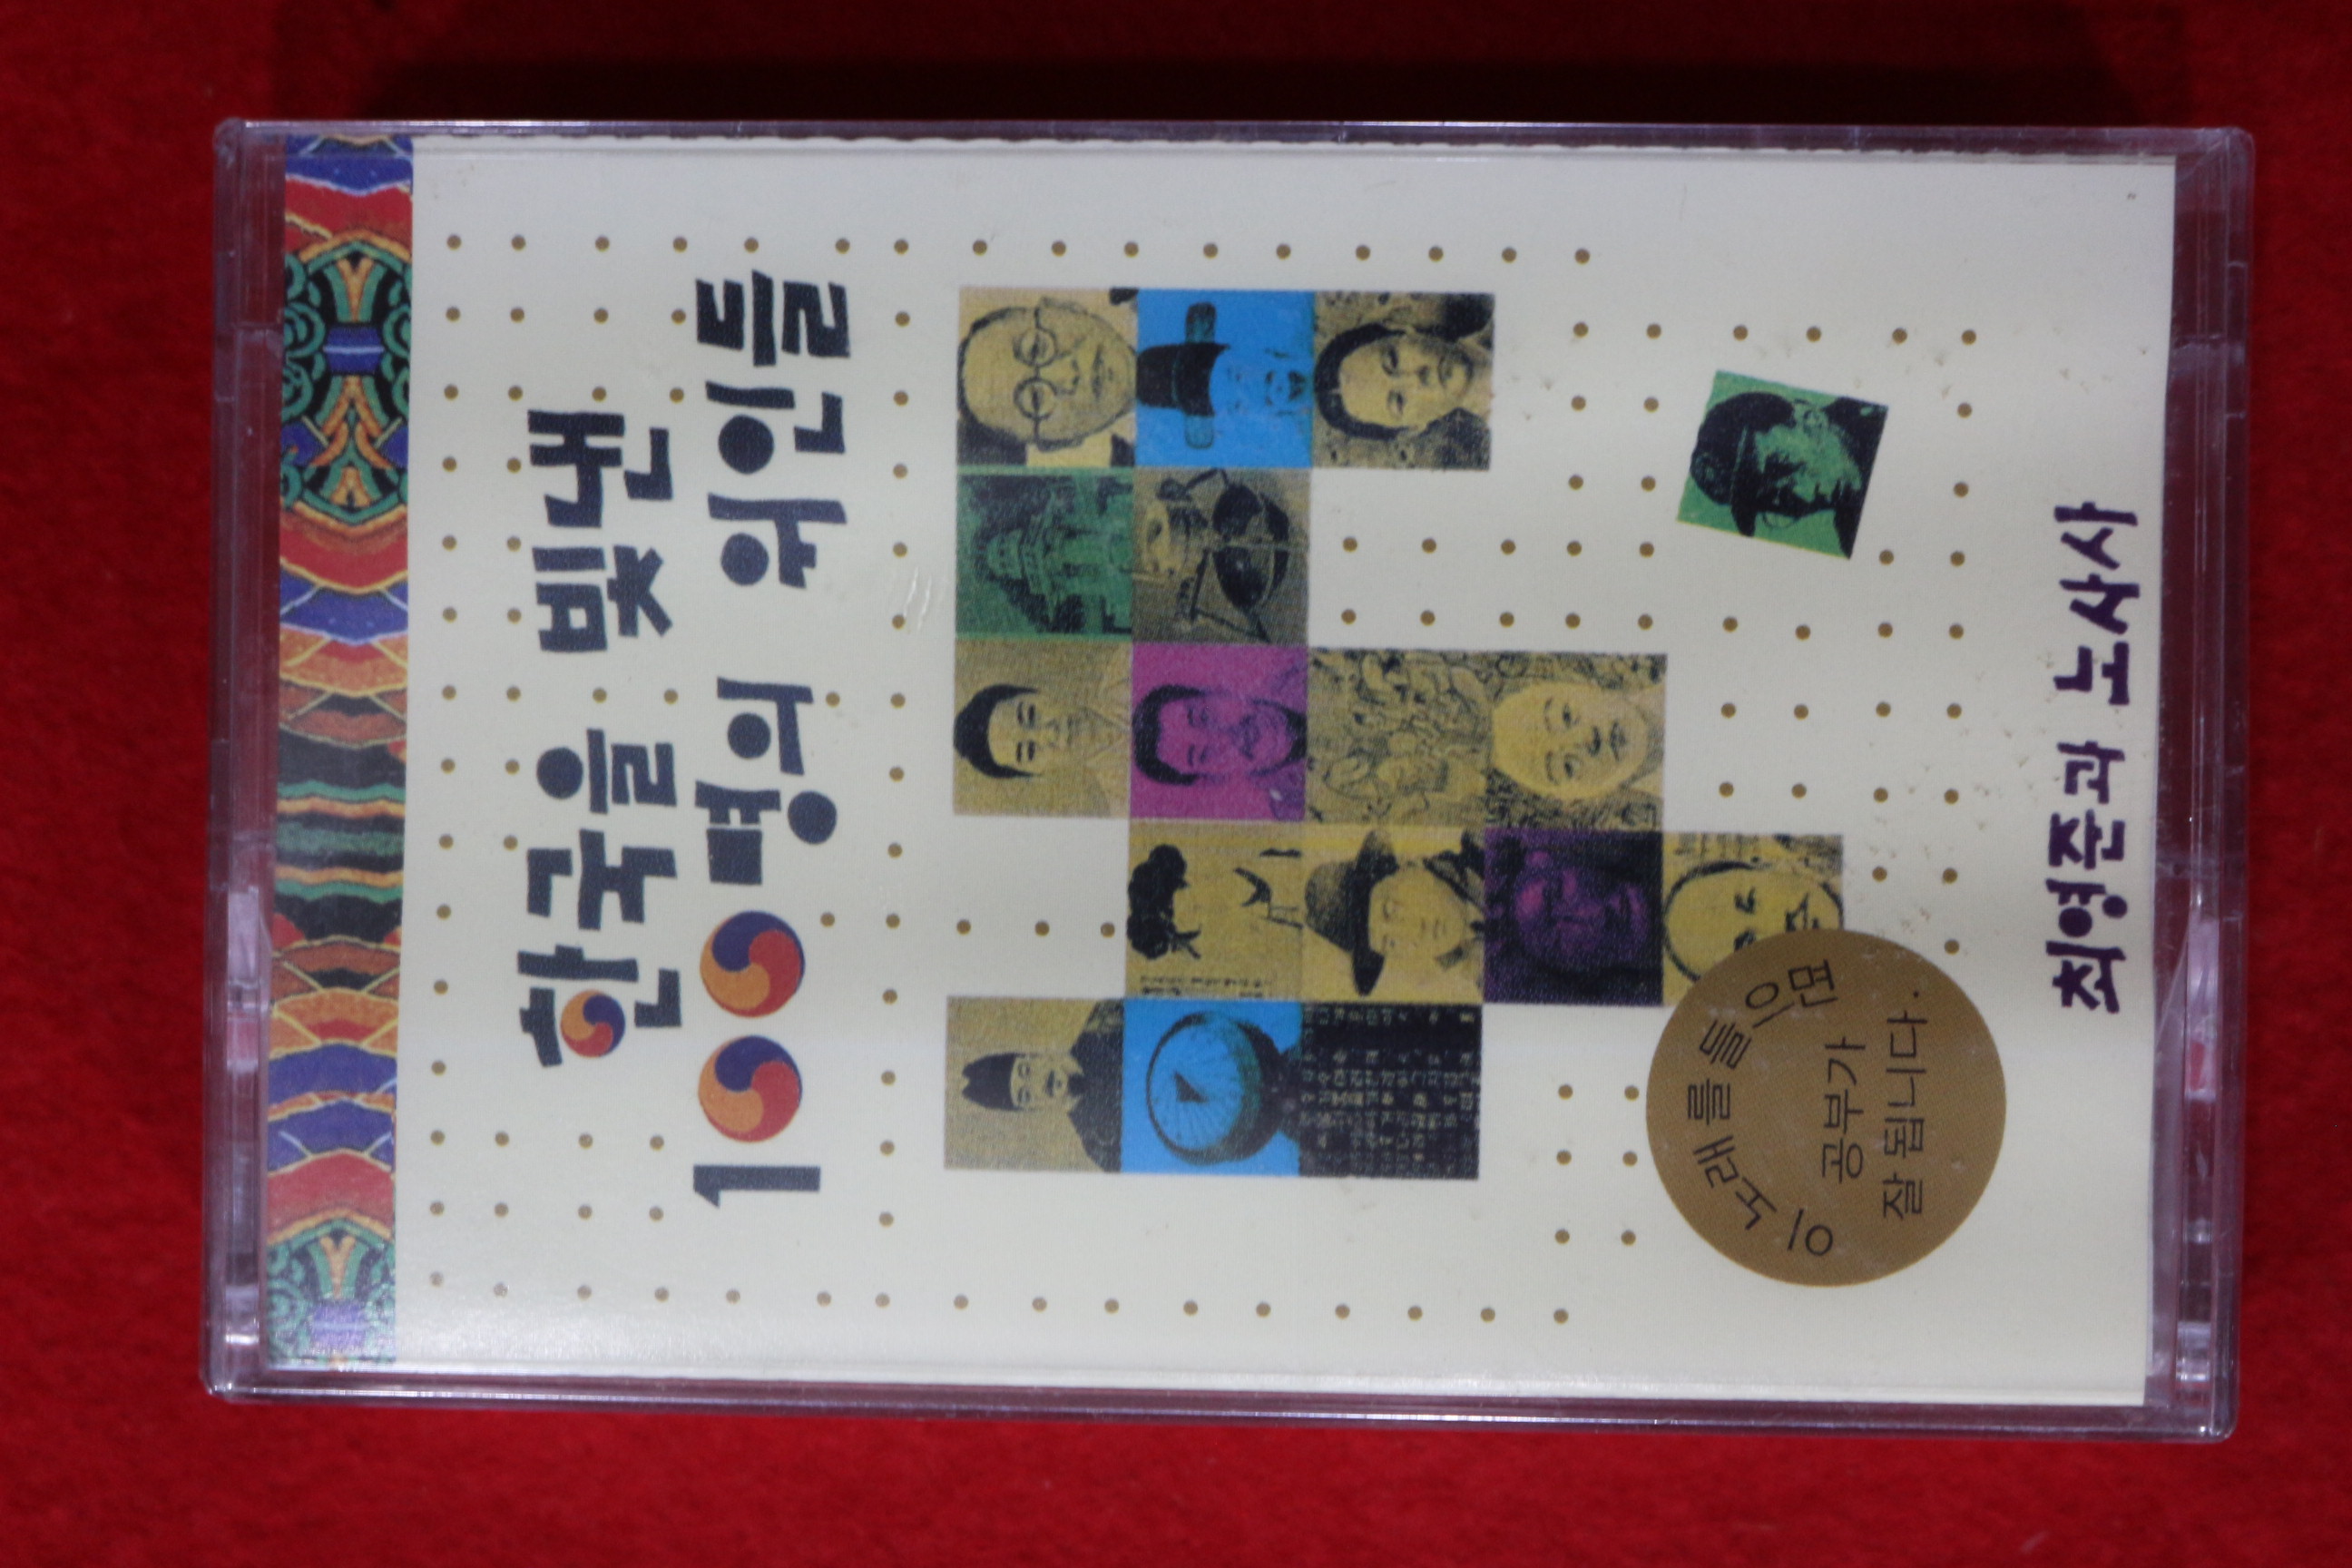 한국을 빛낸
100명의 위인들
이 노래를 들으면
공부가
잘 됩니다.
최영준과 노사사